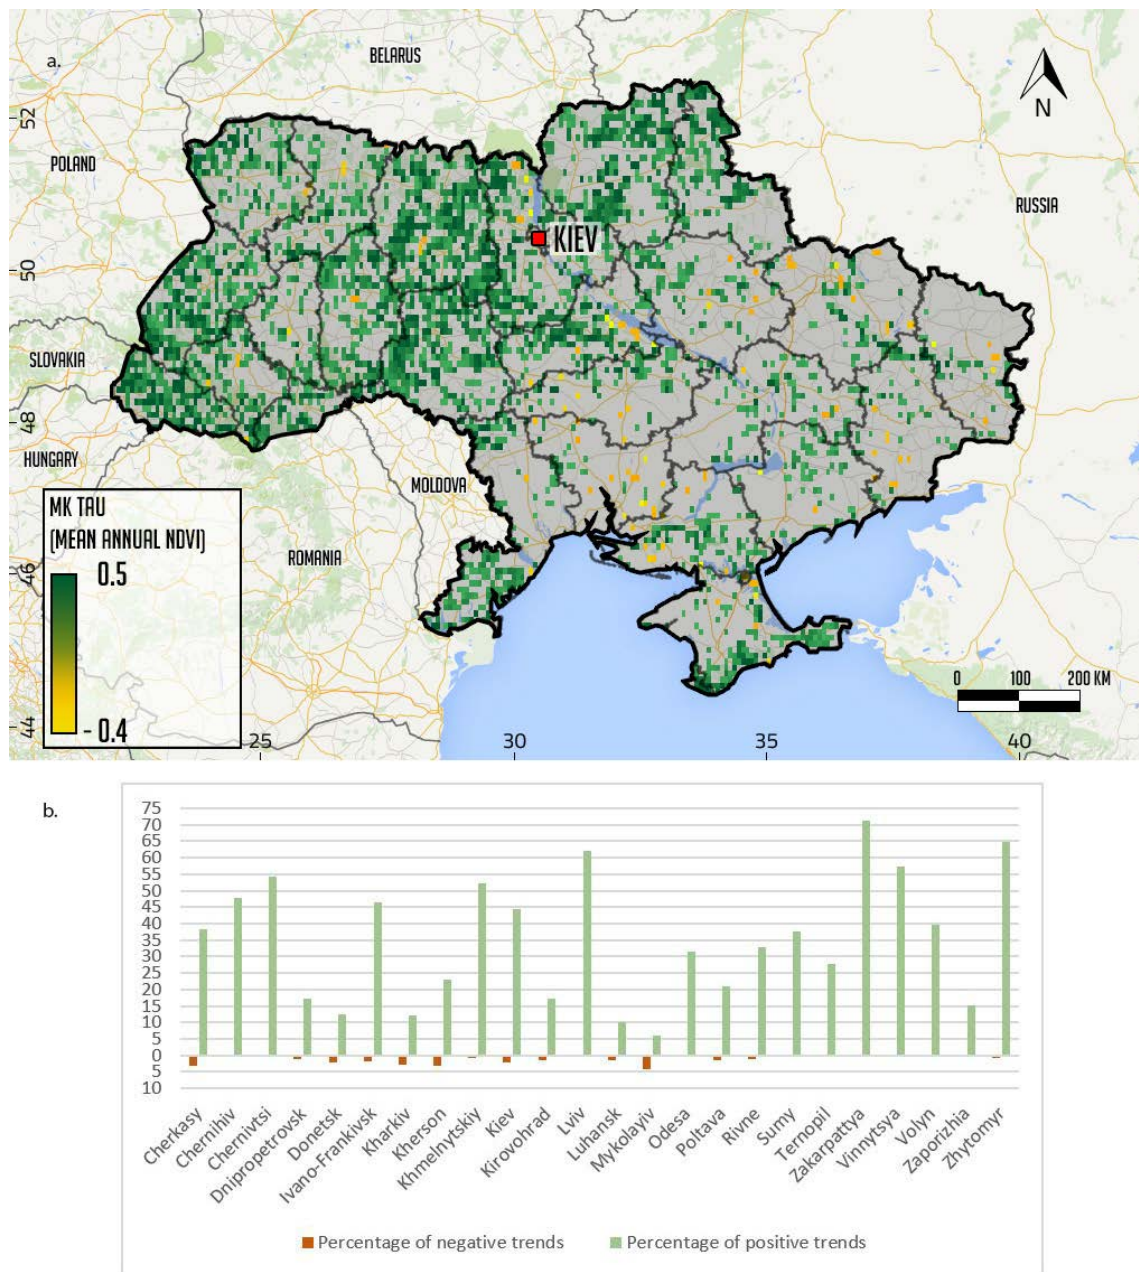 a.
BELARUS
N
52
POLAND
RUSSIA
KIEV
50
SLOVAKIA
48
HUNGARY
MOLDOVA
MK TAU
(MEAN ANNUAL NDVI)
0.5
ROMANIA
46
- 0.4
0 100 200 KM
44
25 30 35 40
b.
75
70
65
60
55
50
45
40
35
30
25
20
15
10
5
0
5
10
Cherkasy
Chernihiv
Chernivtsi
Dnipropetrovsk
Donetsk
Ivano-Frankivsk
Kharkiv
Kherson
Khmelnytskiy
Kiev
Kirovohrad
Lviv
Luhansk
Mykolayiv
Odesa
Poltava
Rivne
Sumy
Ternopil
Zakarpattya
Vinnytsya
Volyn
Zaporizhia
Zhytomyr
Percentage of negative trends Percentage of positive trends